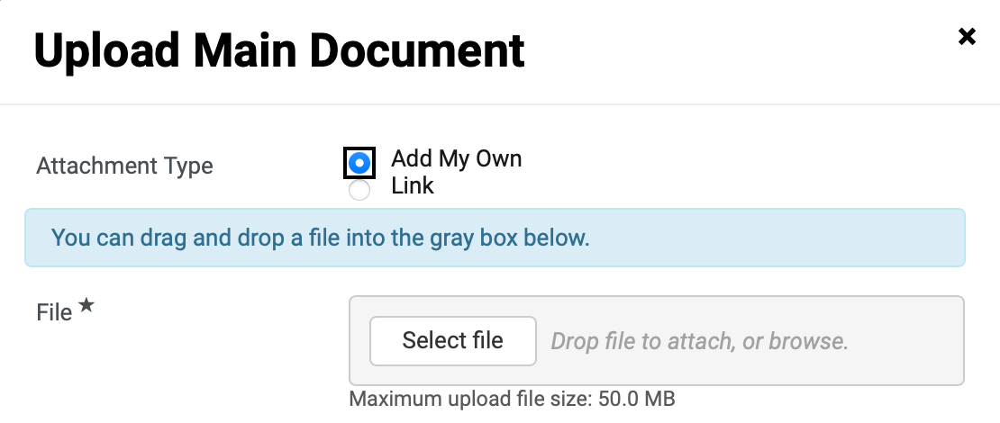 Upload Main Document
Attachment Type
Add My Own
Link
You can drag and drop a file into the gray box below.
File ★
Select file
Drop file to attach, or browse.
Maximum upload file size: 50.0 MB